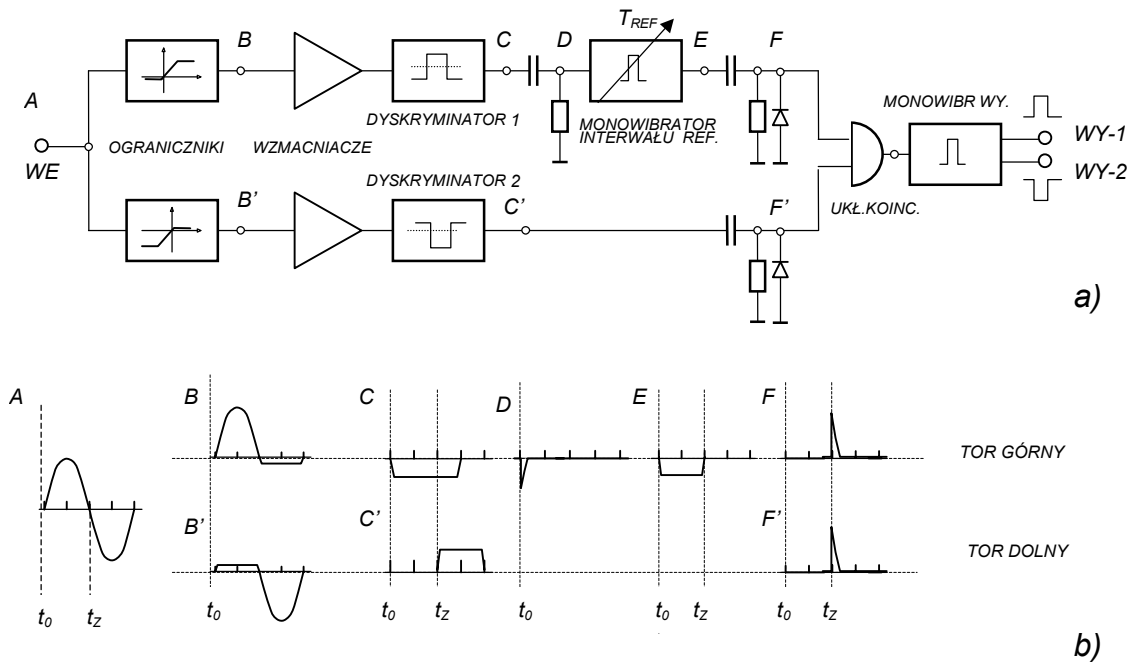 T_REF
B C D E F
A
WE
OGRANICZNIKI WZMACNIACZE
DYSKRYMINATOR 1
MONOWIBRATOR
INTERWAŁU REF.
MONOWIBR WY.
WY-1
WY-2
UKŁ.KOINC.
DYSKRYMINATOR 2
B' C' F'
a)
A B C D E F
TOR GÓRNY
B' C' F'
TOR DOLNY
t0 tZ t0 t0 tZ t0 t0 tZ t0 tZ
b)